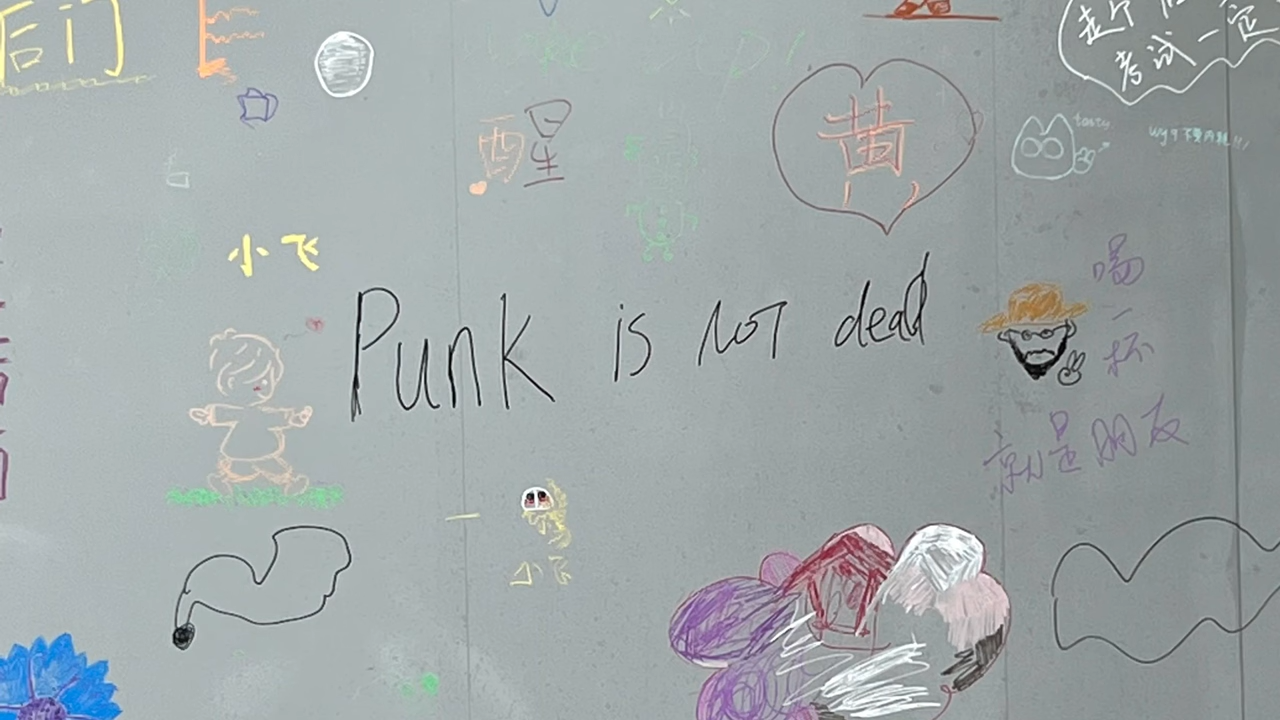 后门
考试一定
醒
黄
tasty
小飞
Punk is not dead
喝
一
杯
就是朋友
小飞